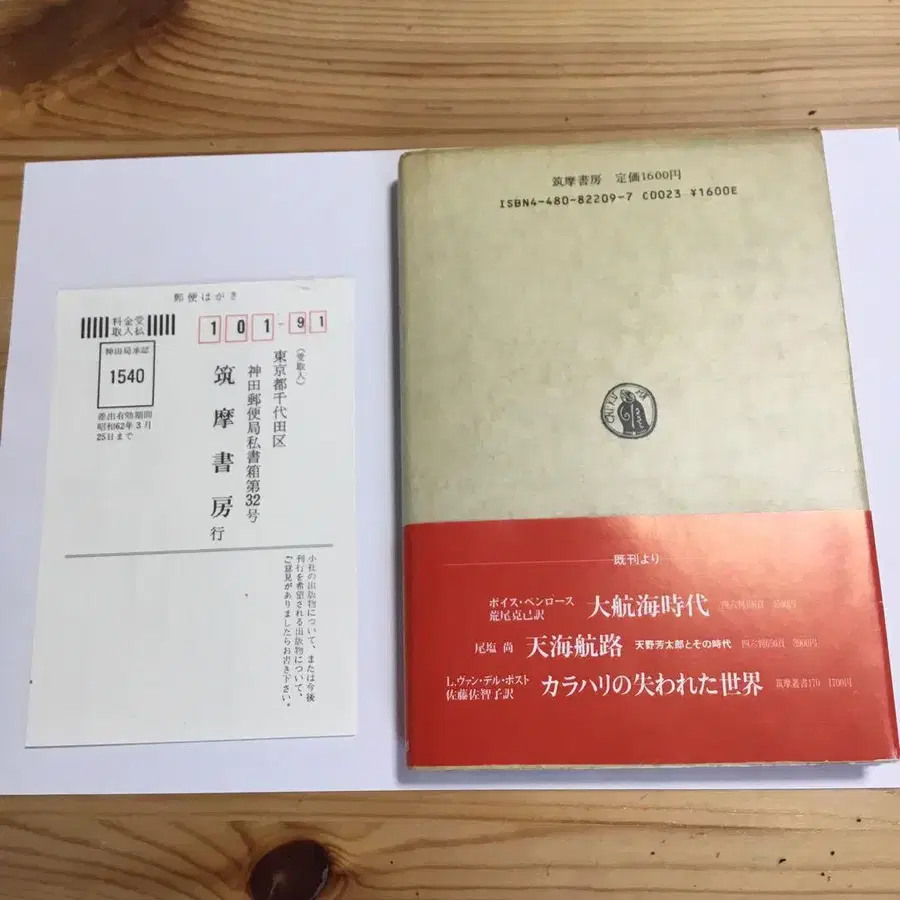 郵便はがき
料金受
取人払
101-91
神田局承認
1540
差出有効期間
昭和62年3月
25日まで
(受取人)
東京都千代田区
神田郵便局私書箱第32号
筑摩書房 行
小社の出版物について、または今後
刊行を希望される出版物について、
ご意見がありましたらお書き下さい。
筑摩書房 定価1600円
ISBN4-480-82209-7 C0023 ¥1600E
既刊より
ボイス・ペンロース
荒尾克己訳
大航海時代
尾塩 尚
天海航路 天野芳太郎とその時代
L.ヴァン・デル・ポスト
佐藤佐智子訳
カラハリの失われた世界 筑摩叢書170 1700円